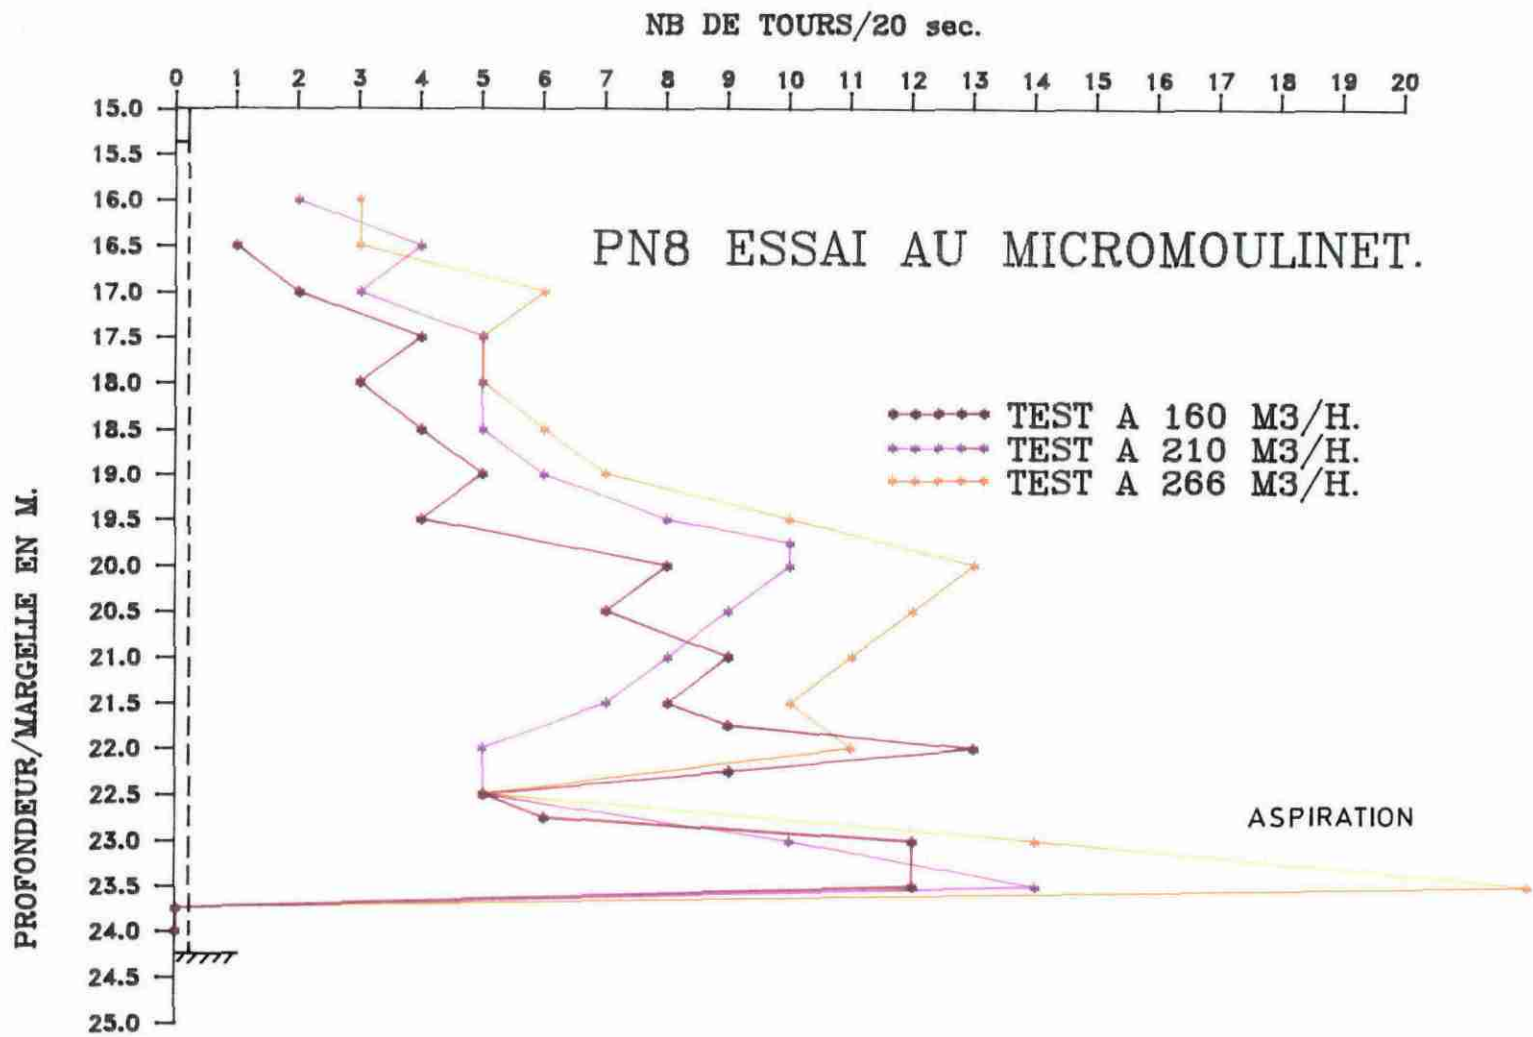 NB DE TOURS/20 sec.
0 1 2 3 4 5 6 7 8 9 10 11 12 13 14 15 16 17 18 19 20
15.0
15.5
16.0
16.5
17.0
17.5
18.0
18.5
19.0
19.5
20.0
20.5
21.0
21.5
22.0
22.5
23.0
23.5
24.0
24.5
25.0
PROFONDEUR/MARGELLE EN M.
PN8 ESSAI AU MICROMOULINET.
TEST A 160 M3/H.
TEST A 210 M3/H.
TEST A 266 M3/H.
ASPIRATION